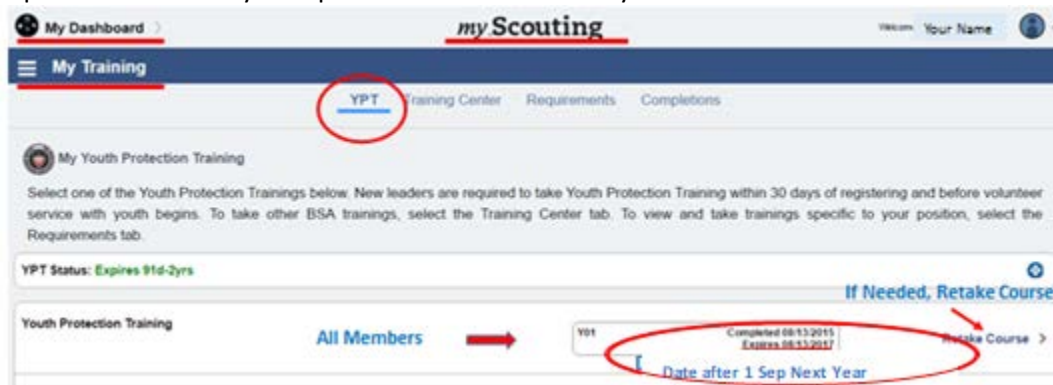 My Dashboard >
my Scouting
Your Name
My Training
YPT Training Center Requirements Completions
My Youth Protection Training
Select one of the Youth Protection Trainings below. New leaders are required to take Youth Protection Training within 30 days of registering and before volunteer
service with youth begins. To take other BSA trainings, select the Training Center tab. To view and take trainings specific to your position, select the
Requirements tab.
YPT Status: Expires 91d-2yrs
If Needed, Retake Course
Youth Protection Training
All Members
Y01
Completed 08/13/2015
Expires 08/13/2017
Retake Course >
Date after 1 Sep Next Year